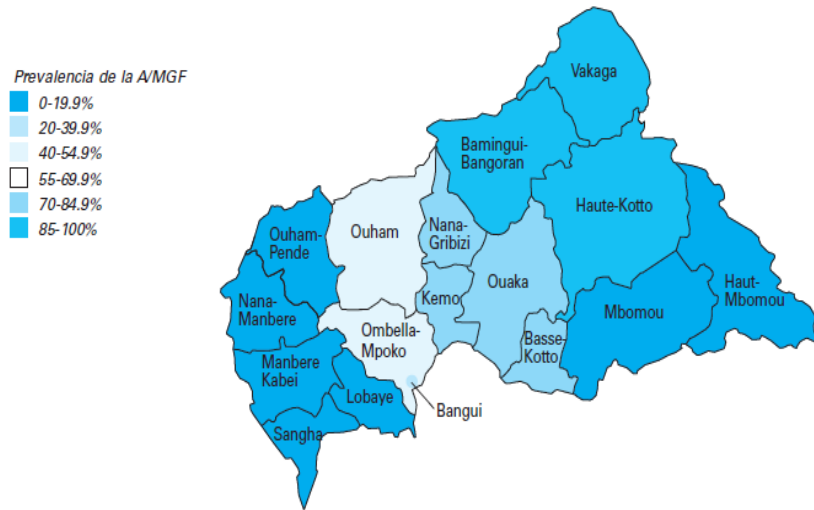 Prevalencia de la A/MGF
0-19.9%
20-39.9%
40-54.9%
55-69.9%
70-84.9%
85-100%
Vakaga
Bamingui-
Bangoran
Haute-Kotto
Ouham-
Pende
Ouham
Nana-
Gribizi
Ouaka
Haut-
Mbomou
Nana-
Manbere
Kemo
Mbomou
Ombella-
Mpoko
Basse-
Kotto
Manbere
Kabei
Lobaye
Bangui
Sangha